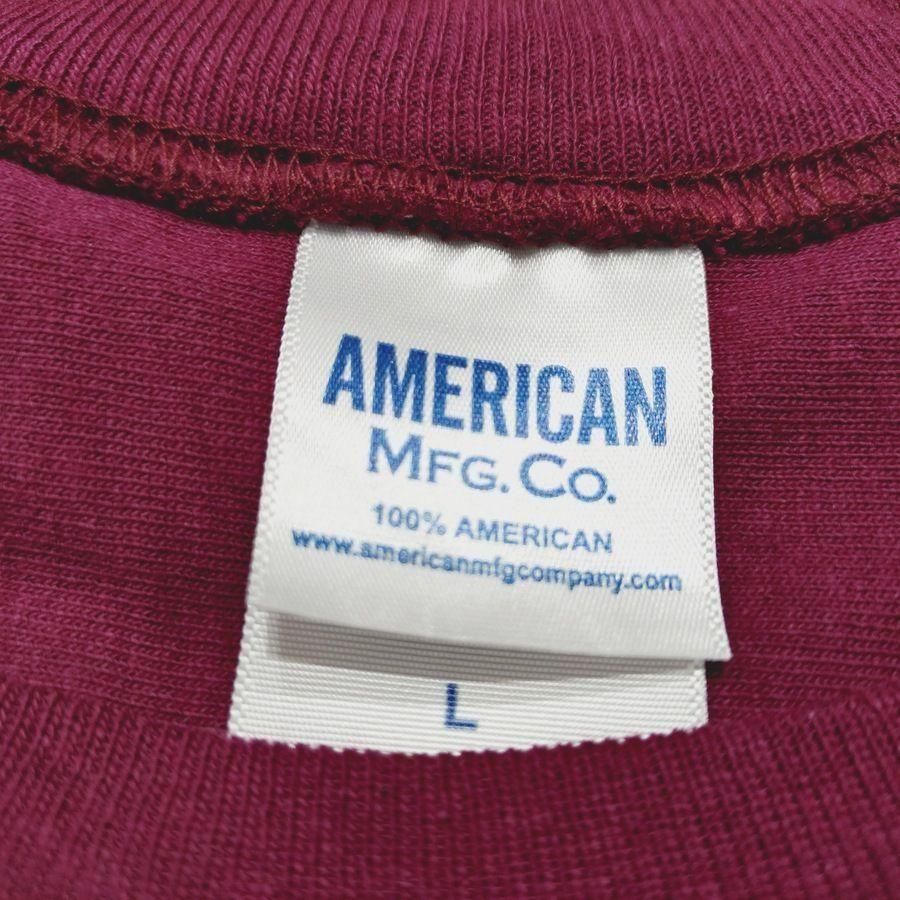 AMERICAN
MFG. CO.
100% AMERICAN
www.americanmfgcompany.com
L